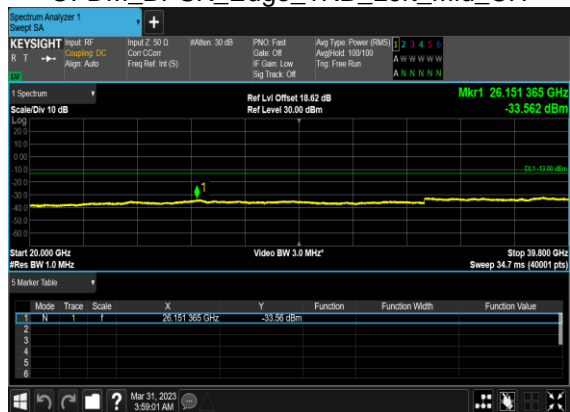 Spectrum Analyzer 1
Swept SA
+
KEYSIGHT Input: RF Input Z: 50 Ω #Atten: 30 dB PNO: Fast Avg Type: Power (RMS) 1 2 3 4 5 6
R T Coupling: DC Corr CCorr Gate: Off Avg|Hold: 100/100 A W W W W W
Align: Auto Freq Ref: Int (S) IF Gain: Low Trig: Free Run
Sig Track: Off A N N N N N
1 Spectrum Ref Lvl Offset 18.62 dB Mkr1 26.151 365 GHz
Scale/Div 10 dB Ref Level 30.00 dBm -33.562 dBm
Log
20.0
10.0
0.00
-10.0 DL1 -13.00 dBm
-20.0
-30.0 1
-40.0
-50.0
-60.0
Start 20.000 GHz Video BW 3.0 MHz* Stop 39.800 GHz
#Res BW 1.0 MHz Sweep 34.7 ms (40001 pts)
5 Marker Table
Mode Trace Scale X Y Function Function Width Function Value
1 N 1 f 26.151 365 GHz -33.56 dBm
2
3
4
5
6
? Mar 31, 2023
3:59:01 AM